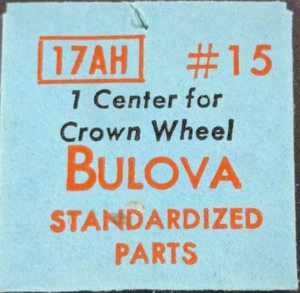 17AH #15
1 Center for
Crown Wheel
BULOVA
STANDARDIZED
PARTS